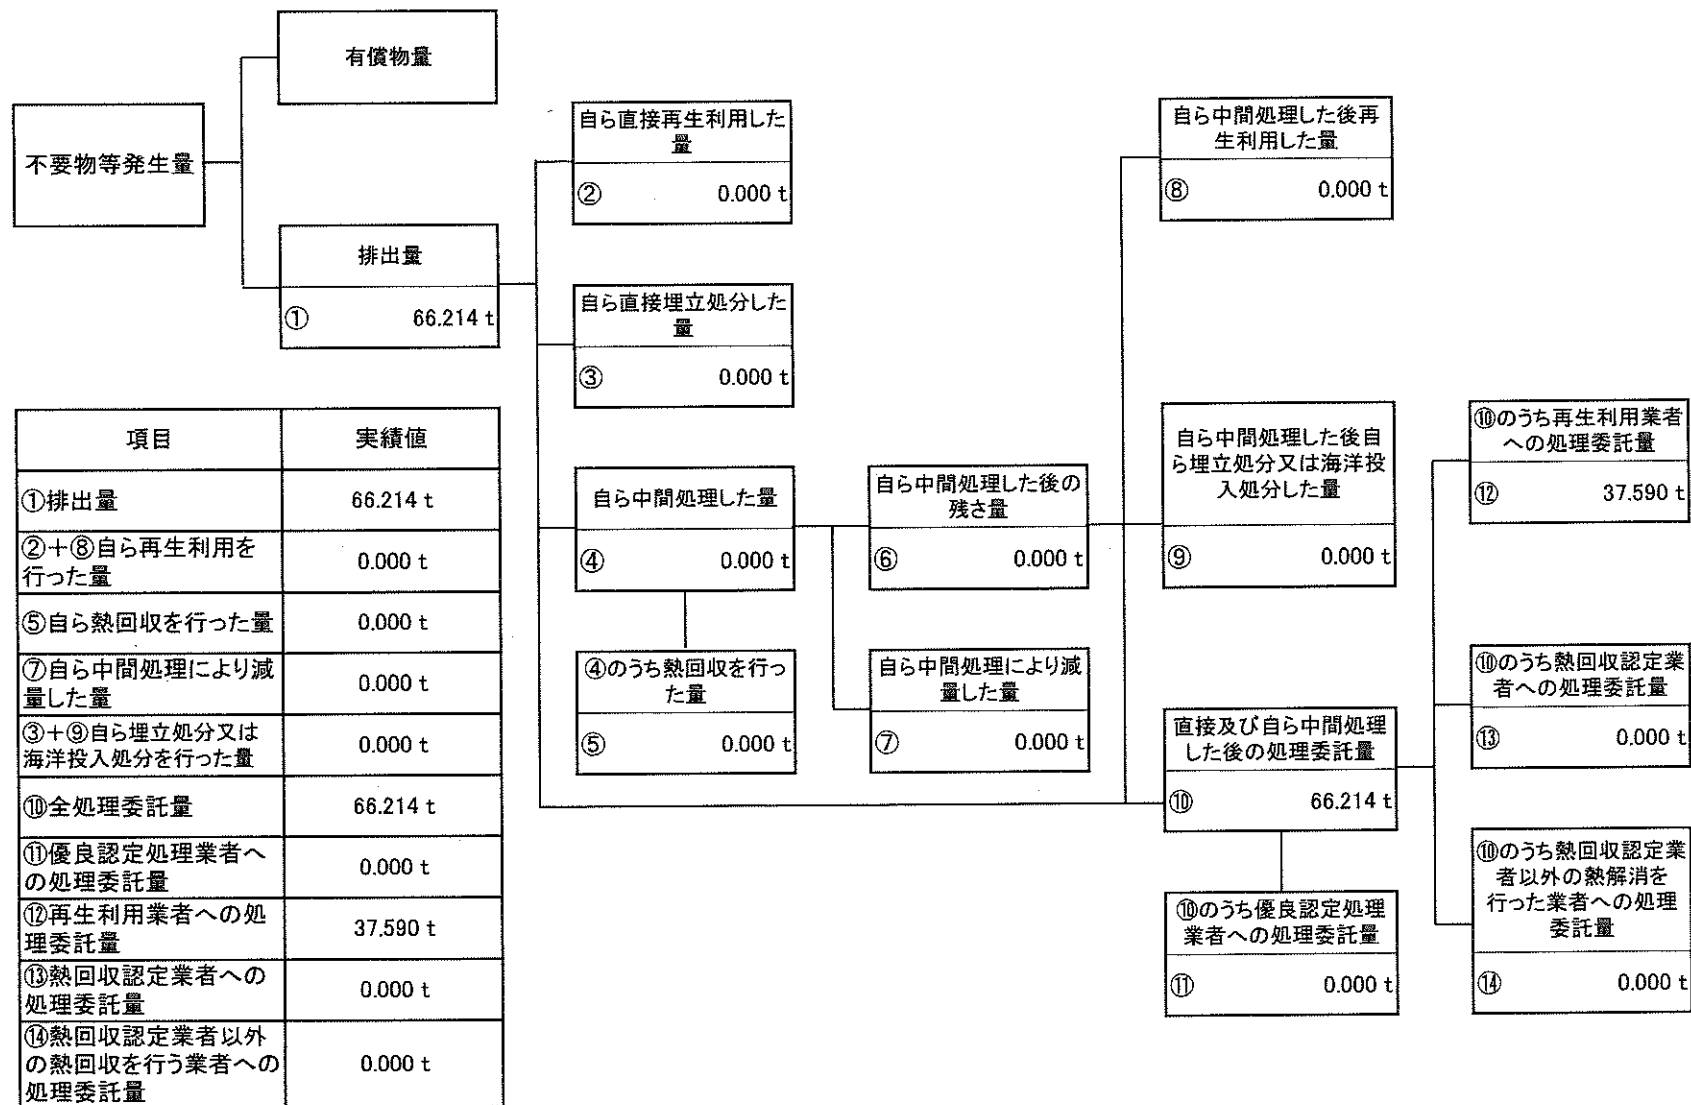 有償物量
不要物等発生量
排出量
① 66.214 t
自ら直接再生利用した
量
② 0.000 t
自ら直接埋立処分した
量
③ 0.000 t
自ら中間処理した量
④ 0.000 t
④のうち熱回収を行っ
た量
⑤ 0.000 t
自ら中間処理した後の
残さ量
⑥ 0.000 t
自ら中間処理により減
量した量
⑦ 0.000 t
自ら中間処理した後再
生利用した量
⑧ 0.000 t
自ら中間処理した後自
ら埋立処分又は海洋投
入処分した量
⑨ 0.000 t
直接及び自ら中間処理
した後の処理委託量
⑩ 66.214 t
⑩のうち優良認定処理
業者への処理委託量
⑪ 0.000 t
⑩のうち再生利用業者
への処理委託量
⑫ 37.590 t
⑩のうち熱回収認定業
者への処理委託量
⑬ 0.000 t
⑩のうち熱回収認定業
者以外の熱解消を
行った業者への処理
委託量
⑭ 0.000 t
項目 実績値
①排出量 66.214 t
②+⑧自ら再生利用を
行った量 0.000 t
⑤自ら熱回収を行った量 0.000 t
⑦自ら中間処理により減
量した量 0.000 t
③+⑨自ら埋立処分又は
海洋投入処分を行った量 0.000 t
⑩全処理委託量 66.214 t
⑪優良認定処理業者へ
の処理委託量 0.000 t
⑫再生利用業者への処
理委託量 37.590 t
⑬熱回収認定業者への
処理委託量 0.000 t
⑭熱回収認定業者以外
の熱回収を行う業者への
処理委託量 0.000 t